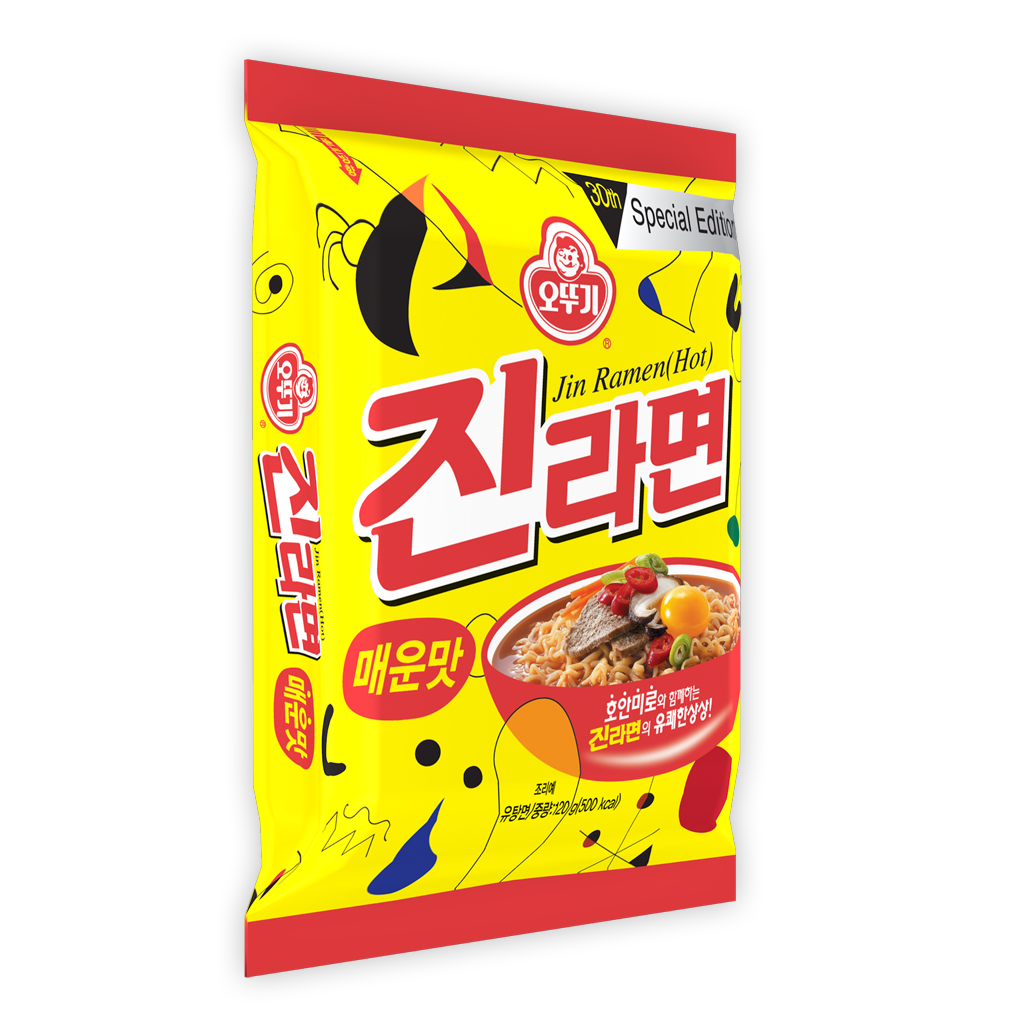 30th
Special Edition
오뚜기
®
Jin Ramen(Hot)
진라면
매운맛
호안미로와 함께하는
진라면의 유쾌한상상!
조리예
유탕면/중량:120g(500 kcal)
오뚜기
®
진라면
Jin Ramen(Hot)
매운맛